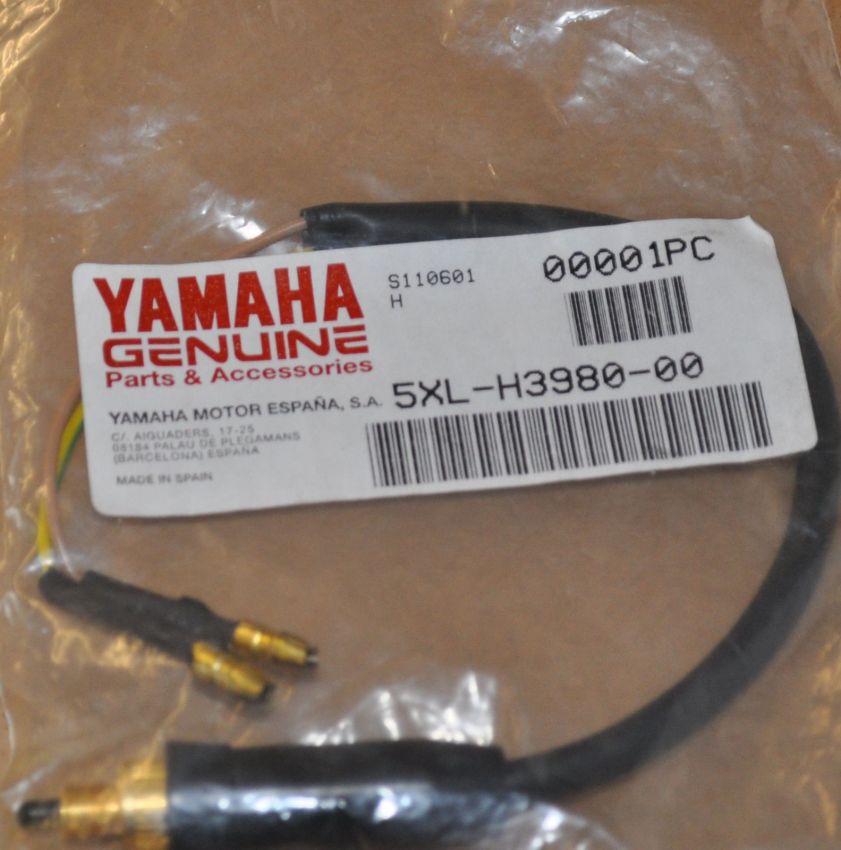 YAMAHA
GENUINE
Parts & Accessories
YAMAHA MOTOR ESPAÑA, S.A.
C/. AIGUADERS, 17-25
08184 PALAU DE PLEGAMANS
(BARCELONA) ESPAÑA
MADE IN SPAIN
S110601
H
00001PC
5XL-H3980-00